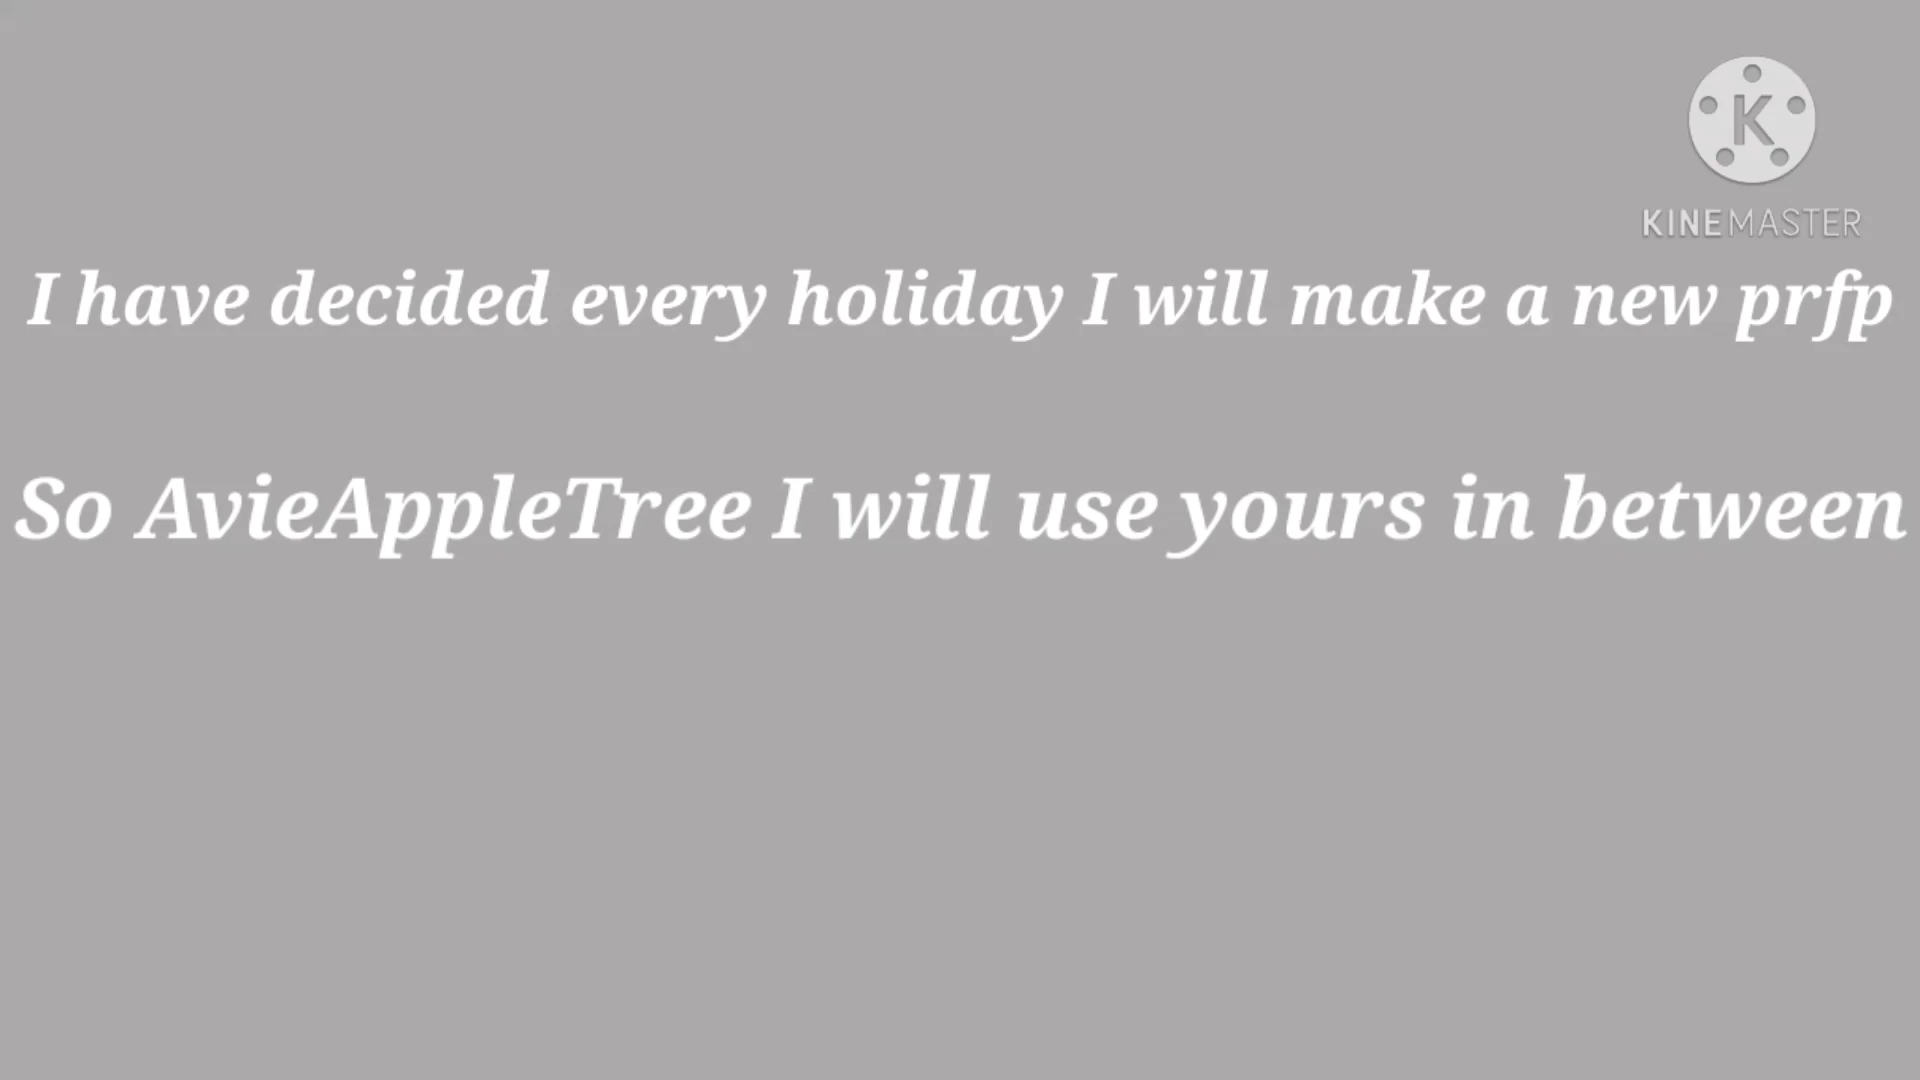 K
KINEMASTER
I have decided every holiday I will make a new prfp
So AvieAppleTree I will use yours in between